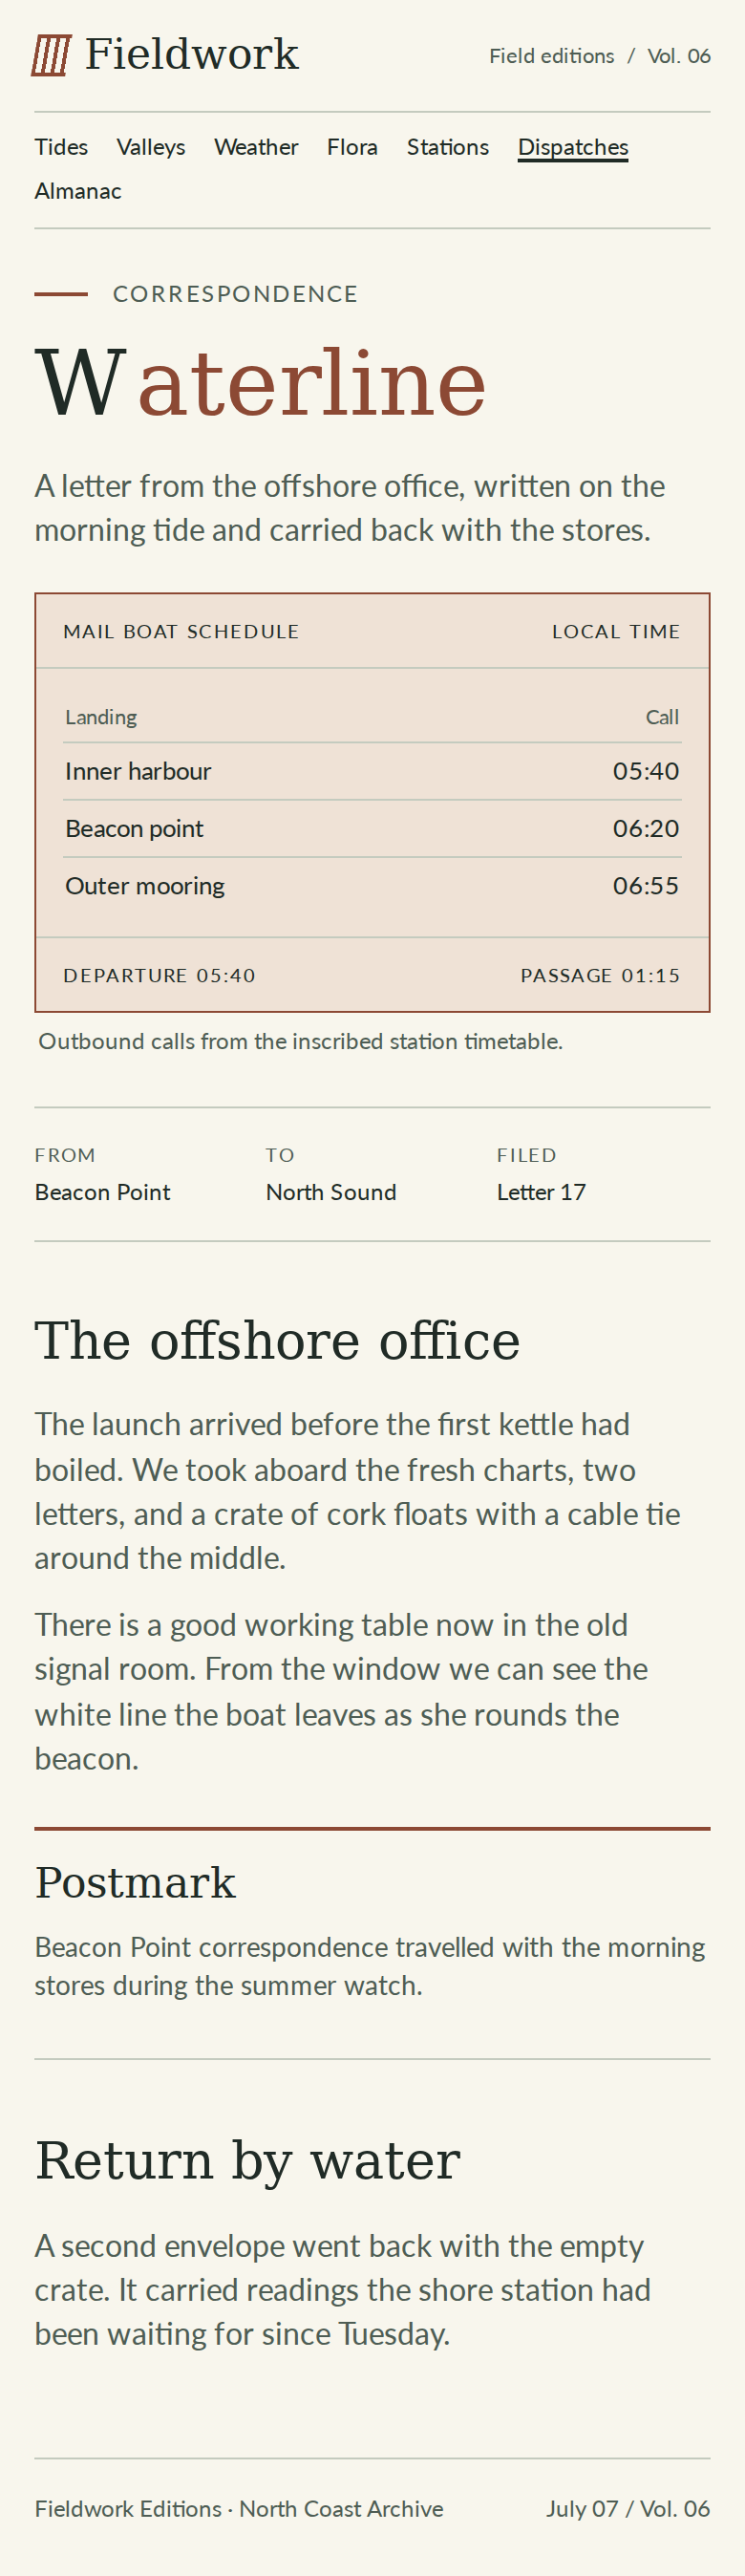 Fieldwork
Field editions / Vol. 06
Tides Valleys Weather Flora Stations Dispatches
Almanac
CORRESPONDENCE
Waterline
A letter from the offshore office, written on the
morning tide and carried back with the stores.
MAIL BOAT SCHEDULE LOCAL TIME
Landing Call
Inner harbour 05:40
Beacon point 06:20
Outer mooring 06:55
DEPARTURE 05:40 PASSAGE 01:15
Outbound calls from the inscribed station timetable.
FROM TO FILED
Beacon Point North Sound Letter 17
The offshore office
The launch arrived before the first kettle had
boiled. We took aboard the fresh charts, two
letters, and a crate of cork floats with a cable tie
around the middle.
There is a good working table now in the old
signal room. From the window we can see the
white line the boat leaves as she rounds the
beacon.
Postmark
Beacon Point correspondence travelled with the morning
stores during the summer watch.
Return by water
A second envelope went back with the empty
crate. It carried readings the shore station had
been waiting for since Tuesday.
Fieldwork Editions · North Coast Archive July 07 / Vol. 06